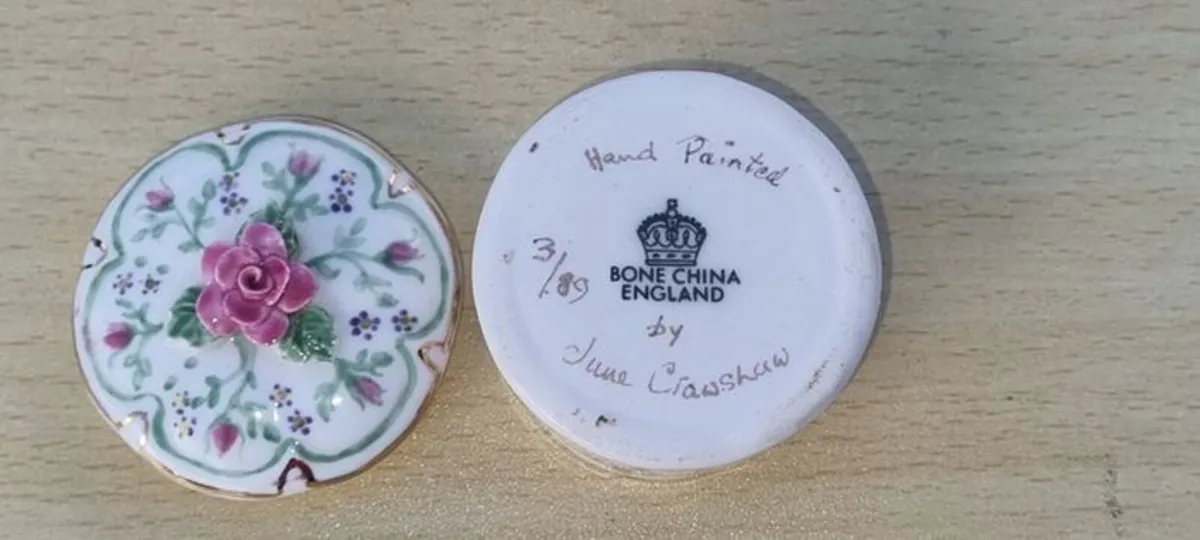 Hand Painted
3/89
BONE CHINA
ENGLAND
by
June Crawshaw